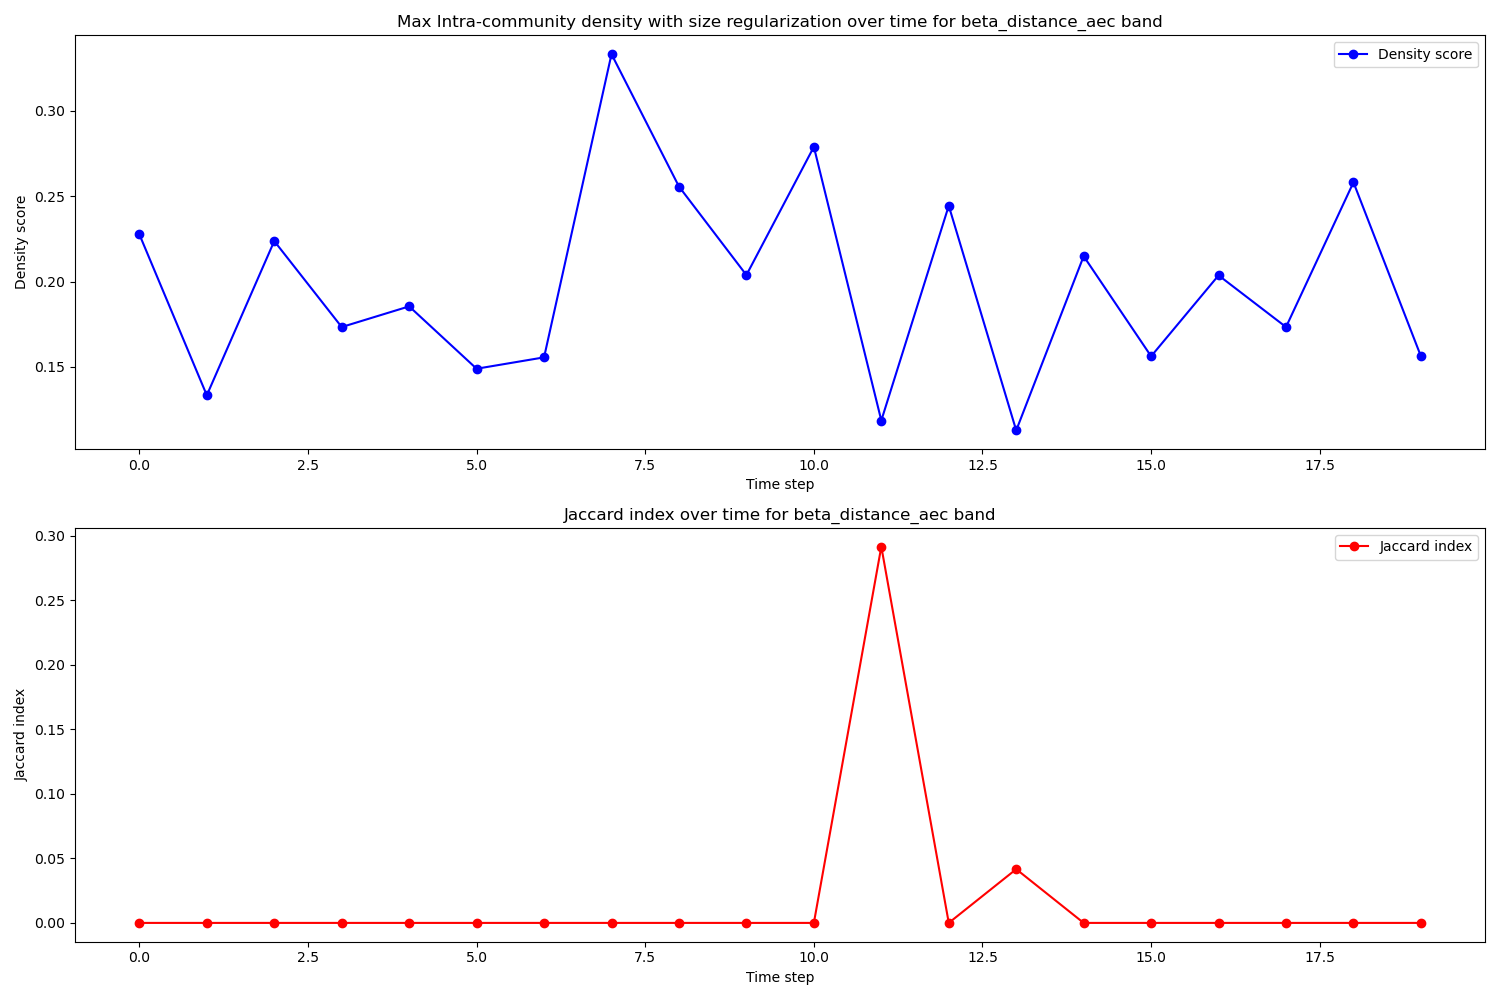 Max Intra-community density with size regularization over time for beta_distance_aec band
Density score
Density score
0.30
0.25
0.20
0.15
0.0 2.5 5.0 7.5 10.0 12.5 15.0 17.5
Time step
Jaccard index over time for beta_distance_aec band
Jaccard index
Jaccard index
0.30
0.25
0.20
0.15
0.10
0.05
0.00
0.0 2.5 5.0 7.5 10.0 12.5 15.0 17.5
Time step